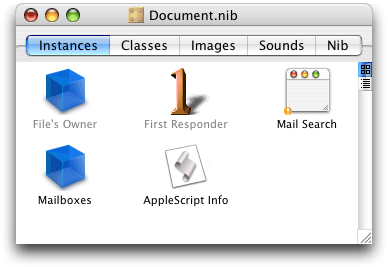 Document.nib
Instances Classes Images Sounds Nib
File's Owner First Responder Mail Search
Mailboxes AppleScript Info